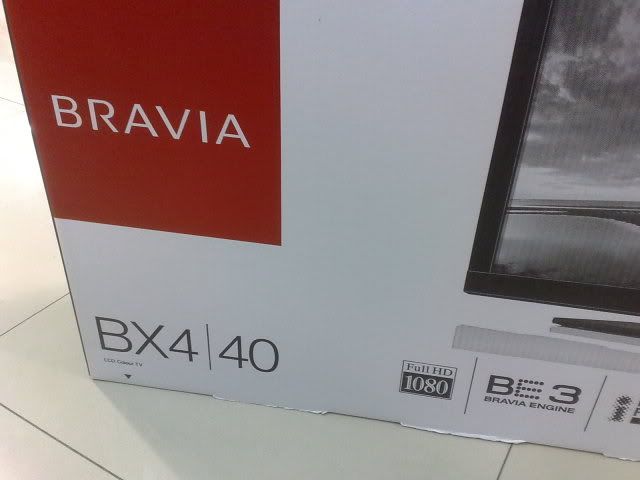 BRAVIA
BX4|40
LCD Colour TV
Full HD
1080
BE 3
BRAVIA ENGINE